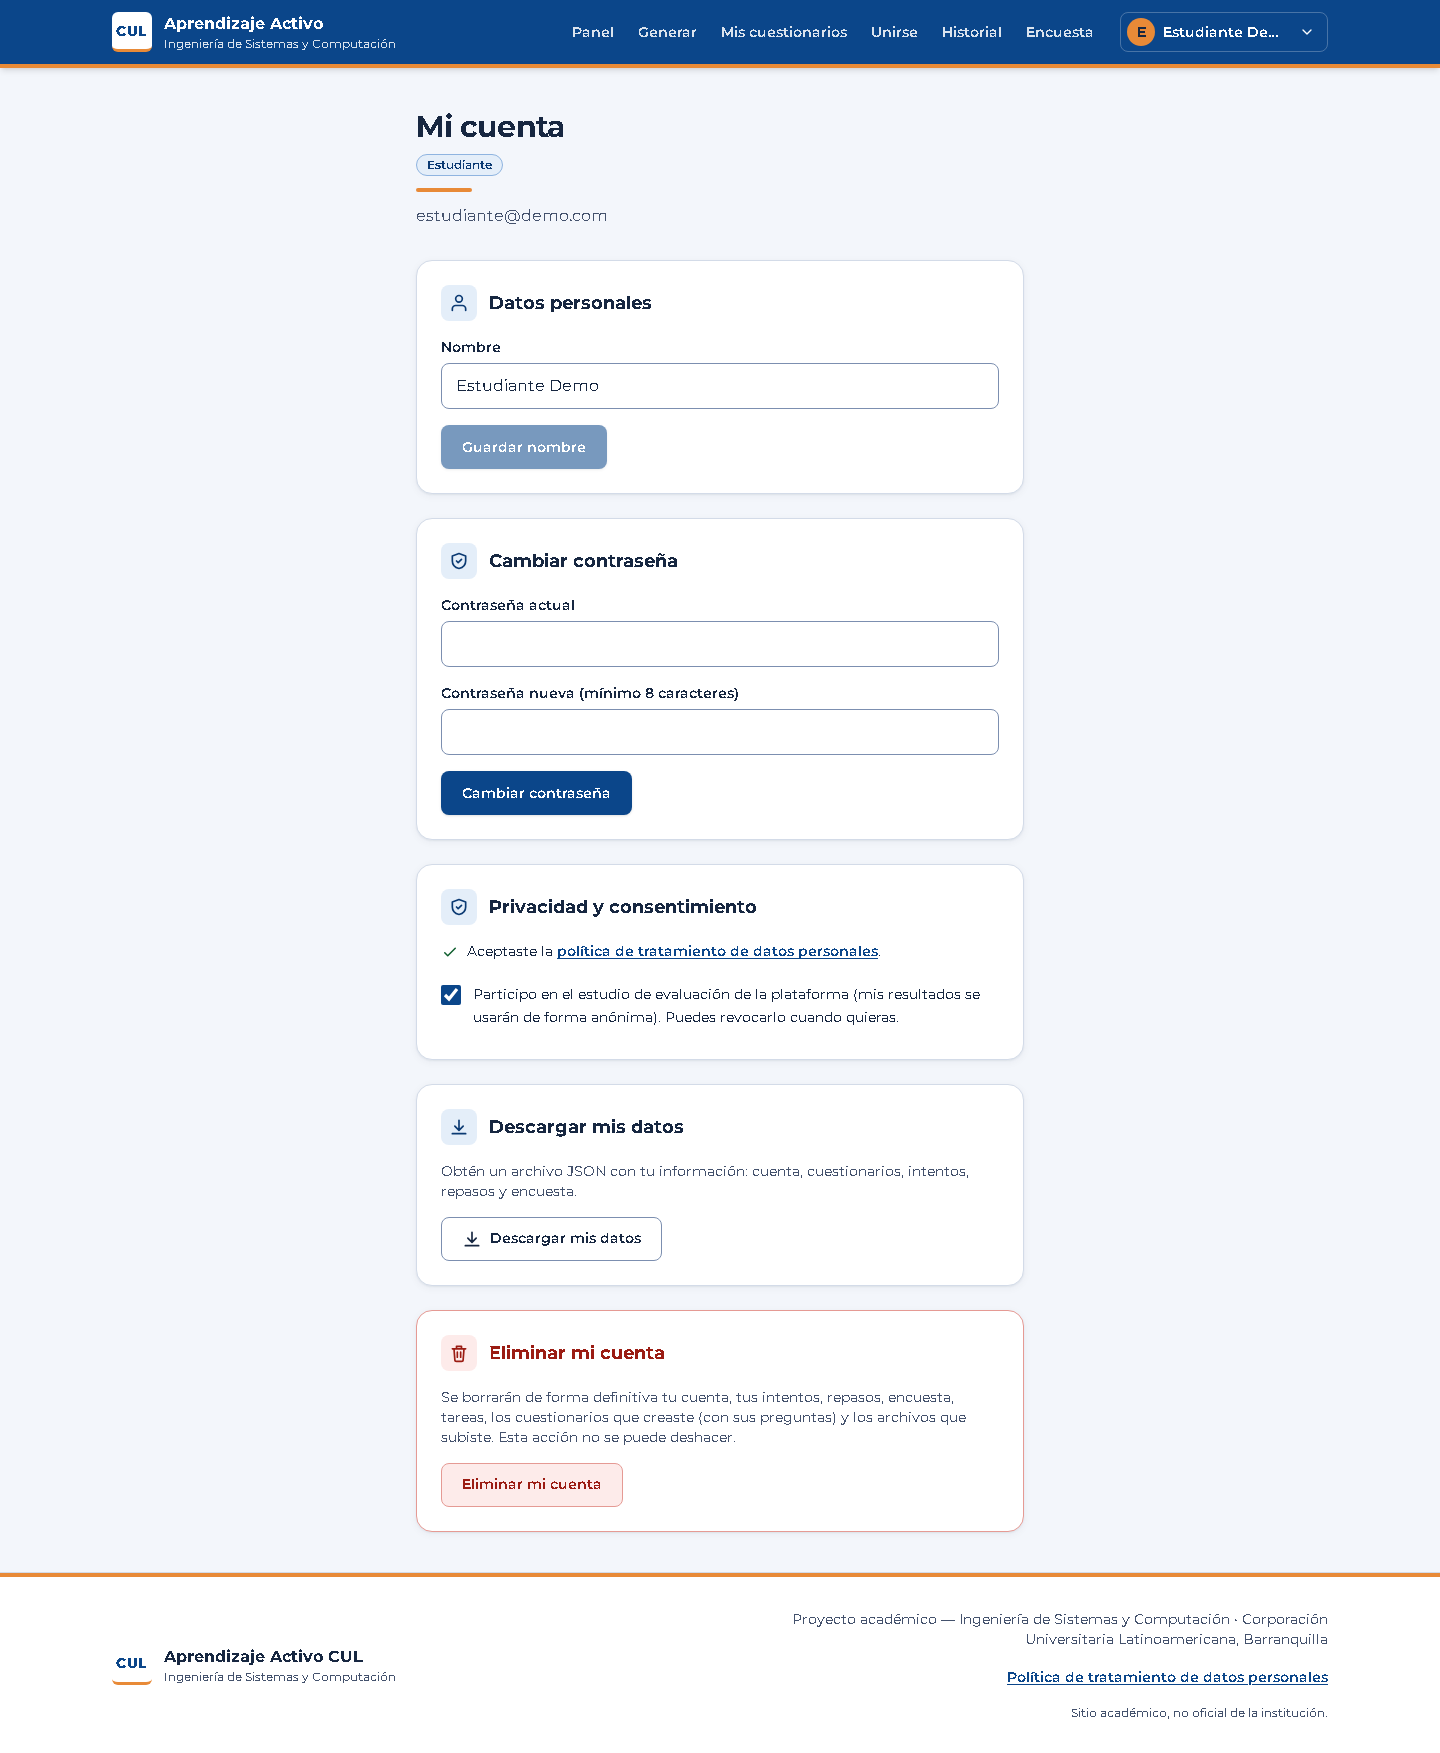 CUL
Aprendizaje Activo
Ingeniería de Sistemas y Computación
Panel
Generar
Mis cuestionarios
Unirse
Historial
Encuesta
E
Estudiante De...
Mi cuenta
Estudiante
estudiante@demo.com
Datos personales
Nombre
Estudiante Demo
Guardar nombre
Cambiar contraseña
Contraseña actual
Contraseña nueva (mínimo 8 caracteres)
Cambiar contraseña
Privacidad y consentimiento
Aceptaste la política de tratamiento de datos personales.
Participo en el estudio de evaluación de la plataforma (mis resultados se
usarán de forma anónima). Puedes revocarlo cuando quieras.
Descargar mis datos
Obtén un archivo JSON con tu información: cuenta, cuestionarios, intentos,
repasos y encuesta.
Descargar mis datos
Eliminar mi cuenta
Se borrarán de forma definitiva tu cuenta, tus intentos, repasos, encuesta,
tareas, los cuestionarios que creaste (con sus preguntas) y los archivos que
subiste. Esta acción no se puede deshacer.
Eliminar mi cuenta
CUL
Aprendizaje Activo CUL
Ingeniería de Sistemas y Computación
Proyecto académico — Ingeniería de Sistemas y Computación · Corporación
Universitaria Latinoamericana, Barranquilla
Política de tratamiento de datos personales
Sitio académico, no oficial de la institución.